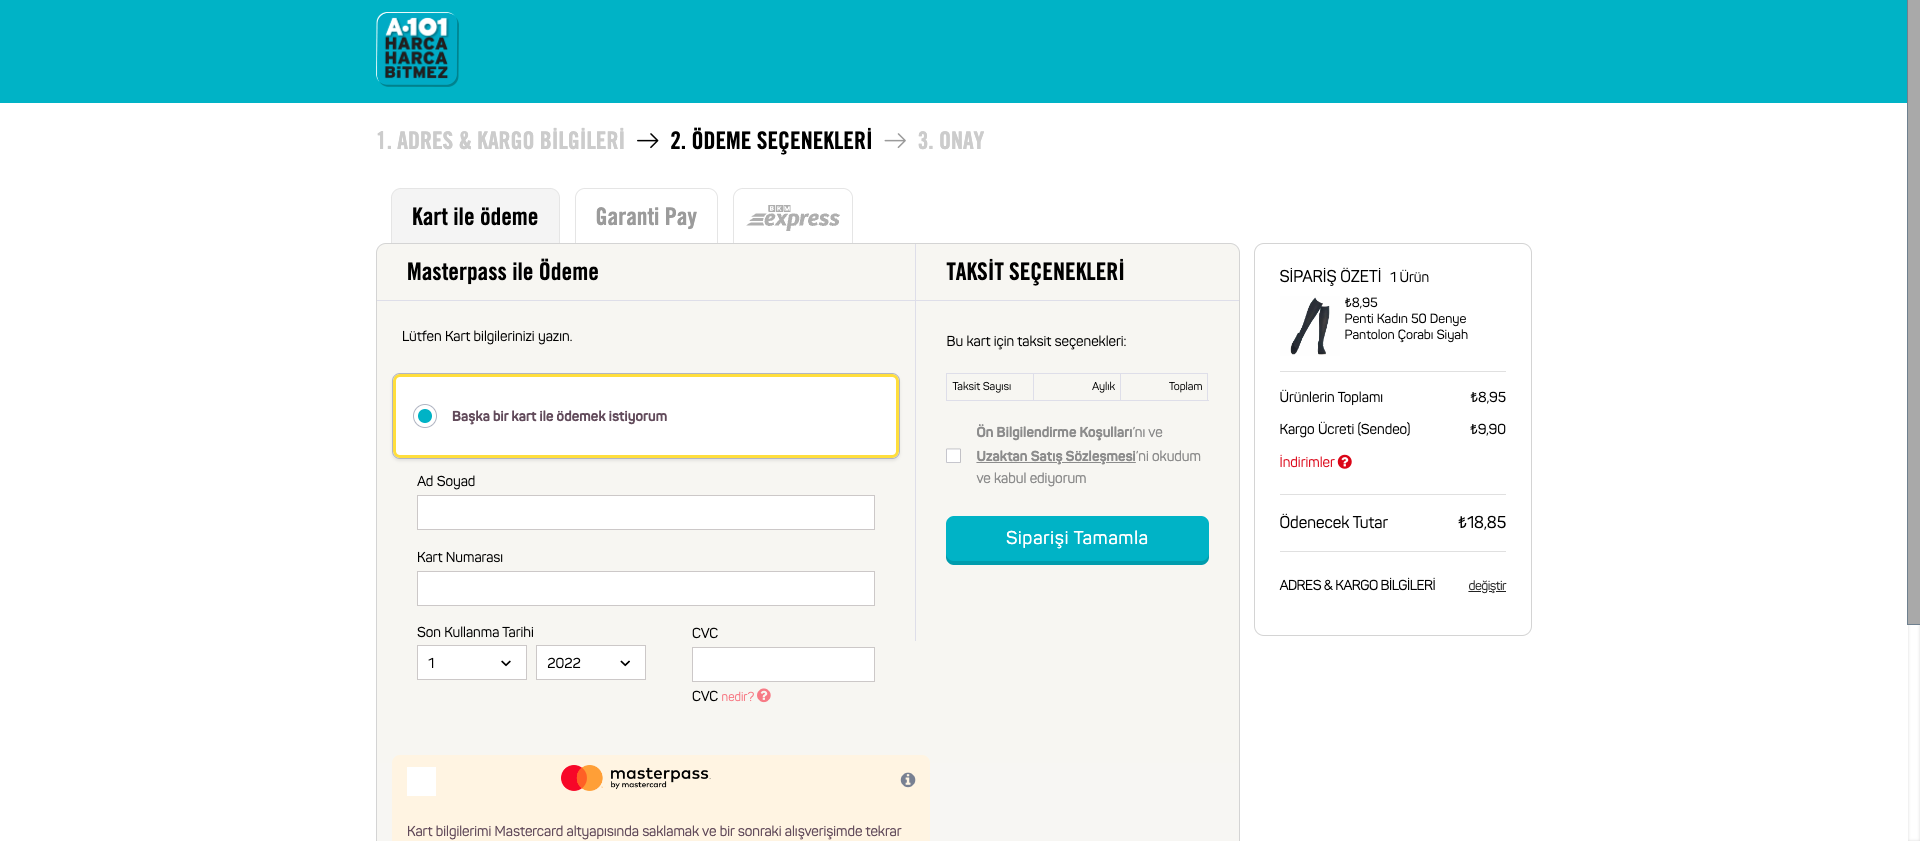 A·101
HARCA
HARCA
BİTMEZ
1. ADRES & KARGO BİLGİLERİ → 2. ÖDEME SEÇENEKLERİ → 3. ONAY
Kart ile ödeme
Garanti Pay
BKM
express
Masterpass ile Ödeme
Lütfen Kart bilgilerinizi yazın.
Başka bir kart ile ödemek istiyorum
Ad Soyad
Kart Numarası
Son Kullanma Tarihi
1
2022
CVC
CVC nedir? ?
masterpass
by mastercard
Kart bilgilerimi Mastercard altyapısında saklamak ve bir sonraki alışverişimde tekrar
TAKSİT SEÇENEKLERİ
Bu kart için taksit seçenekleri:
Taksit Sayısı Aylık Toplam
Ön Bilgilendirme Koşulları'nı ve
Uzaktan Satış Sözleşmesi'ni okudum
ve kabul ediyorum
Siparişi Tamamla
SİPARİŞ ÖZETİ 1 Ürün
₺8,95
Penti Kadın 50 Denye
Pantolon Çorabı Siyah
Ürünlerin Toplamı ₺8,95
Kargo Ücreti (Sendeo) ₺9,90
İndirimler ?
Ödenecek Tutar ₺18,85
ADRES & KARGO BİLGİLERİ değiştir